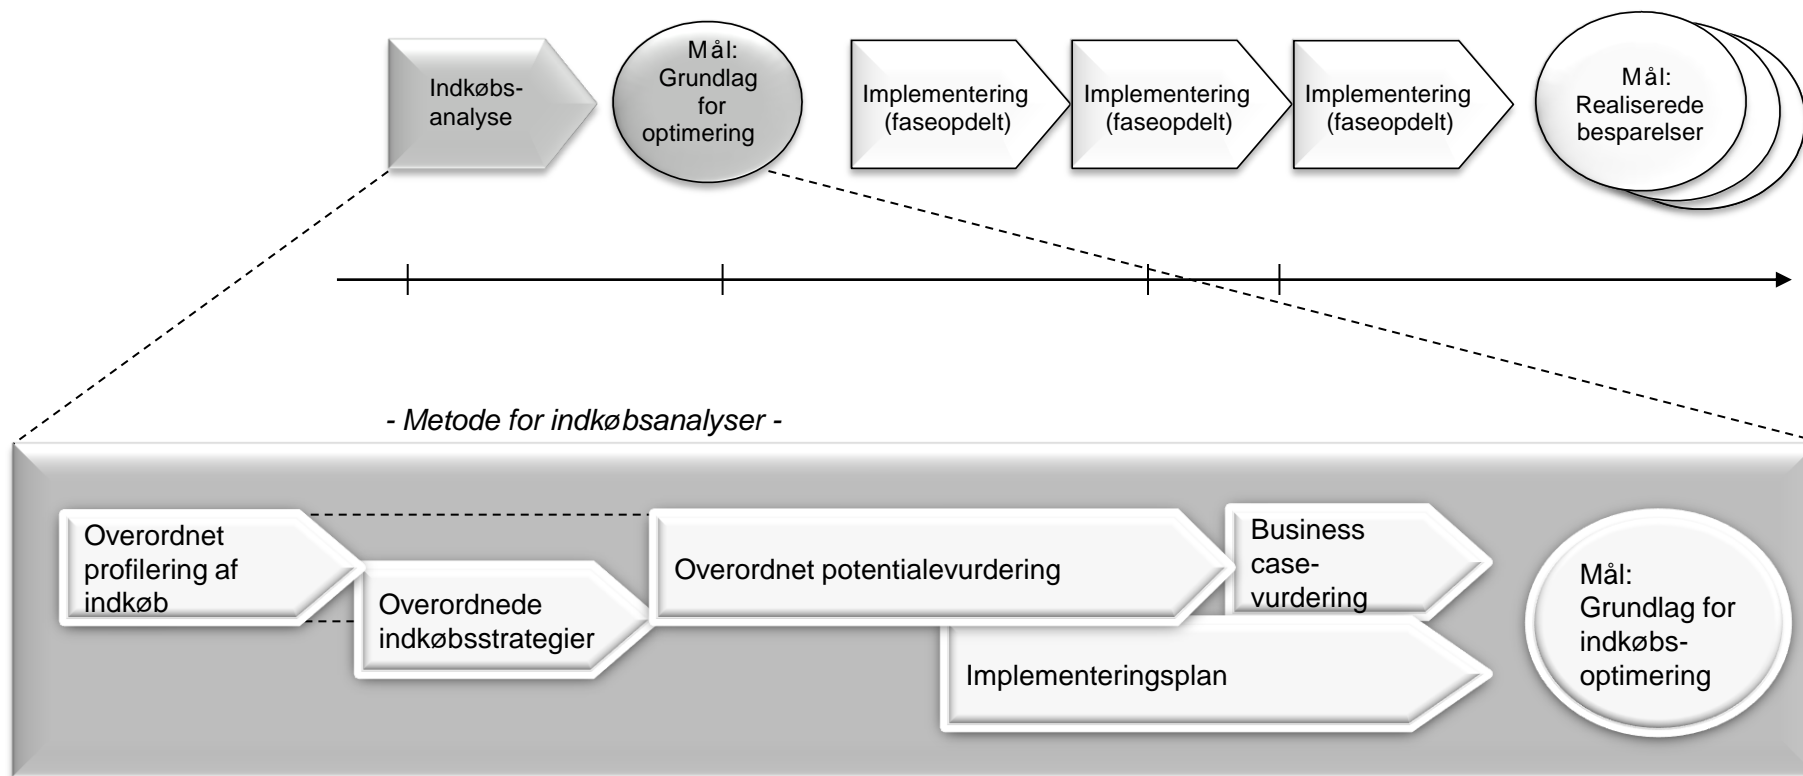 Indkøbs-
analyse
Mål:
Grundlag
for
optimering
Implementering
(faseopdelt)
Implementering
(faseopdelt)
Implementering
(faseopdelt)
Mål:
Realiserede
besparelser
- Metode for indkøbsanalyser -
Overordnet
profilering af
indkøb
Overordnede
indkøbsstrategier
Overordnet potentialevurdering
Business
case-
vurdering
Implementeringsplan
Mål:
Grundlag for
indkøbs-
optimering